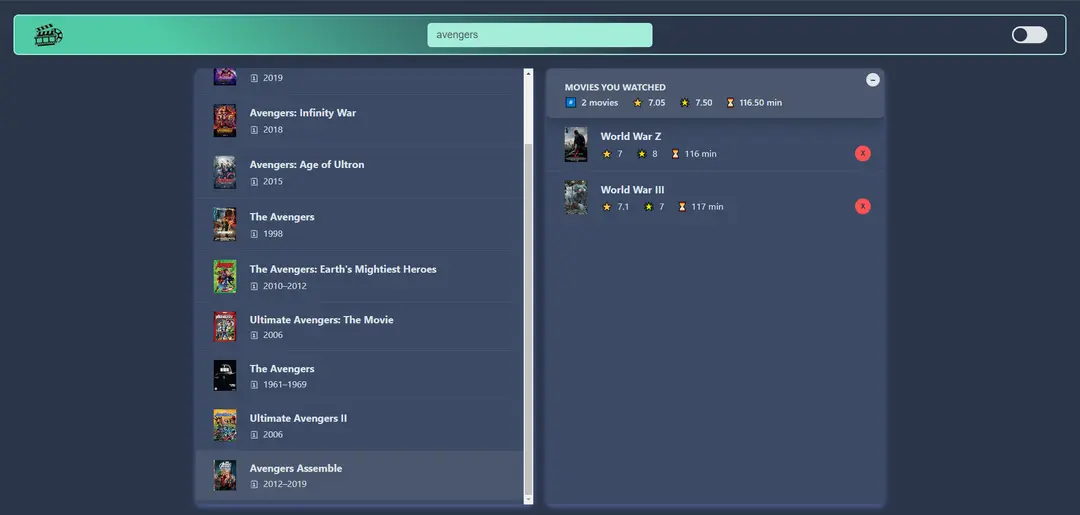 avengers
2019
Avengers: Infinity War
2018
Avengers: Age of Ultron
2015
The Avengers
1998
The Avengers: Earth's Mightiest Heroes
2010–2012
Ultimate Avengers: The Movie
2006
The Avengers
1961–1969
Ultimate Avengers II
2006
Avengers Assemble
2012–2019
MOVIES YOU WATCHED
2 movies 7.05 7.50 116.50 min
World War Z
7 8 116 min
X
World War III
7.1 7 117 min
X